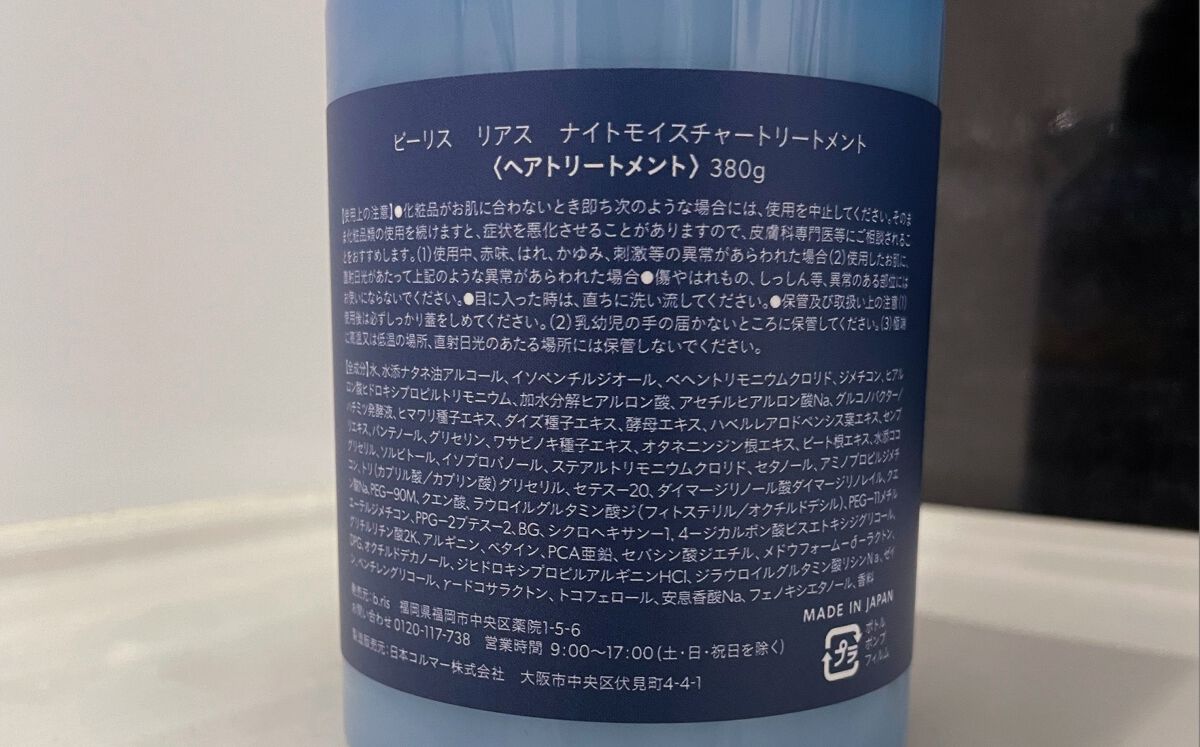 ビーリス リアス ナイトモイスチャートリートメント
〈ヘアトリートメント〉380g
【使用上の注意】●化粧品がお肌に合わないとき即ち次のような場合には、使用を中止してください。そのま
ま化粧品類の使用を続けますと、症状を悪化させることがありますので、皮膚科専門医等にご相談されるこ
とをおすすめします。(1)使用中、赤味、はれ、かゆみ、刺激等の異常があらわれた場合(2)使用したお肌に、
直射日光があたって上記のような異常があらわれた場合●傷やはれもの、しっしん等、異常のある部位には
お使いにならないでください。●目に入った時は、直ちに洗い流してください。●保管及び取扱い上の注意(1)
使用後は必ずしっかり蓋をしめてください。(2)乳幼児の手の届かないところに保管してください。(3)極端
に高温又は低温の場所、直射日光のあたる場所には保管しないでください。
【全成分】水、水添ナタネ油アルコール、イソペンチルジオール、ベヘントリモニウムクロリド、ジメチコン、ヒアル
ロン酸ヒドロキシプロピルトリモニウム、加水分解ヒアルロン酸、アセチルヒアルロン酸Na、グルコノバクター/
ハチミツ発酵液、ヒマワリ種子エキス、ダイズ種子エキス、酵母エキス、ハベルレアロドペンシス葉エキス、センブ
リエキス、パンテノール、グリセリン、ワサビノキ種子エキス、オタネニンジン根エキス、ビート根エキス、水添ココ
グリセリル、ソルビトール、イソプロパノール、ステアルトリモニウムクロリド、セタノール、アミノプロピルジメチ
コン、トリ(カプリル酸/カプリン酸)グリセリル、セテス-20、ダイマージリノール酸ダイマージリノレイル、クエ
ン酸Na、PEG-90M、クエン酸、ラウロイルグルタミン酸ジ(フィトステリル/オクチルドデシル)、PEG-11メチル
エーテルジメチコン、PPG-2ブテス-2、BG、シクロヘキサン-1, 4-ジカルボン酸ビスエトキシジグリコール、
グリチルリチン酸2K、アルギニン、ベタイン、PCA亜鉛、セバシン酸ジエチル、メドウフォーム-δ-ラクトン、
DPG、オクチルドデカノール、ジヒドロキシプロピルアルギニンHCl、ジラウロイルグルタミン酸リシンNa、ゼイ
ン、ペンチレングリコール、γ-ドコサラクトン、トコフェロール、安息香酸Na、フェノキシエタノール、香料
発売元：b.ris 福岡県福岡市中央区薬院1-5-6
お問い合わせ 0120-117-738 営業時間 9:00〜17:00(土・日・祝日を除く)
製造販売元：日本コルマー株式会社 大阪市中央区伏見町4-4-1
MADE IN JAPAN
プラ
ボトル
ポンプ
フィルム